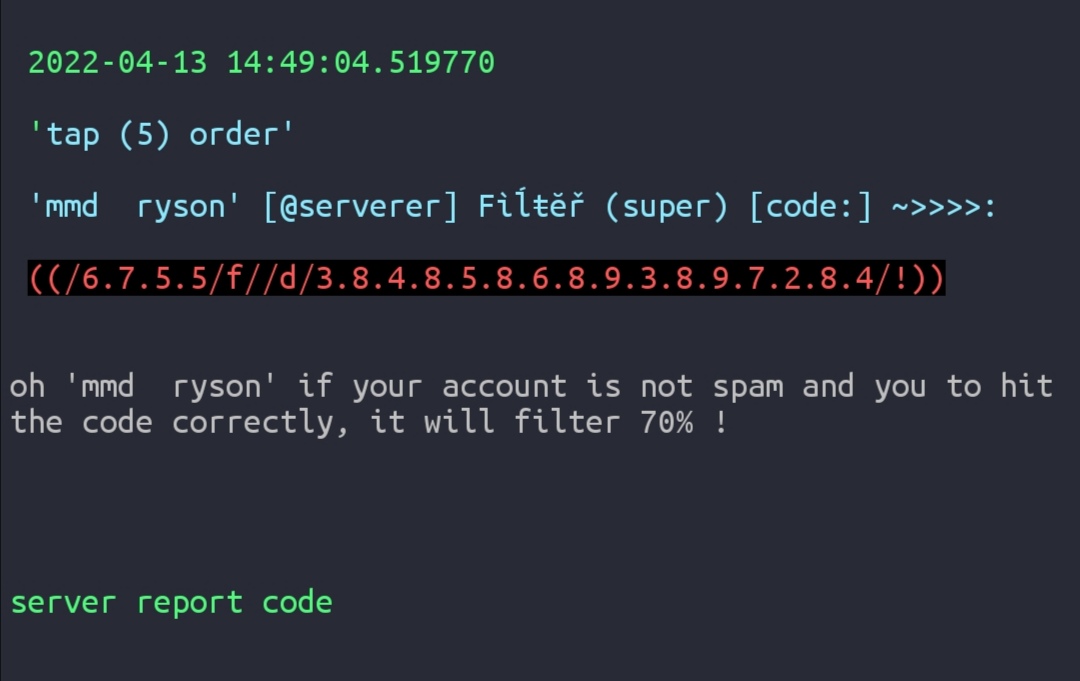 2022-04-13 14:49:04.519770
'tap (5) order'
'mmd  ryson' [@serverer] Fìĺŧĕř (super) [code:] ~>>>>:
((/6.7.5.5/f//d/3.8.4.8.5.8.6.8.9.3.8.9.7.2.8.4/!))
oh 'mmd  ryson' if your account is not spam and you to hit
the code correctly, it will filter 70% !
server report code